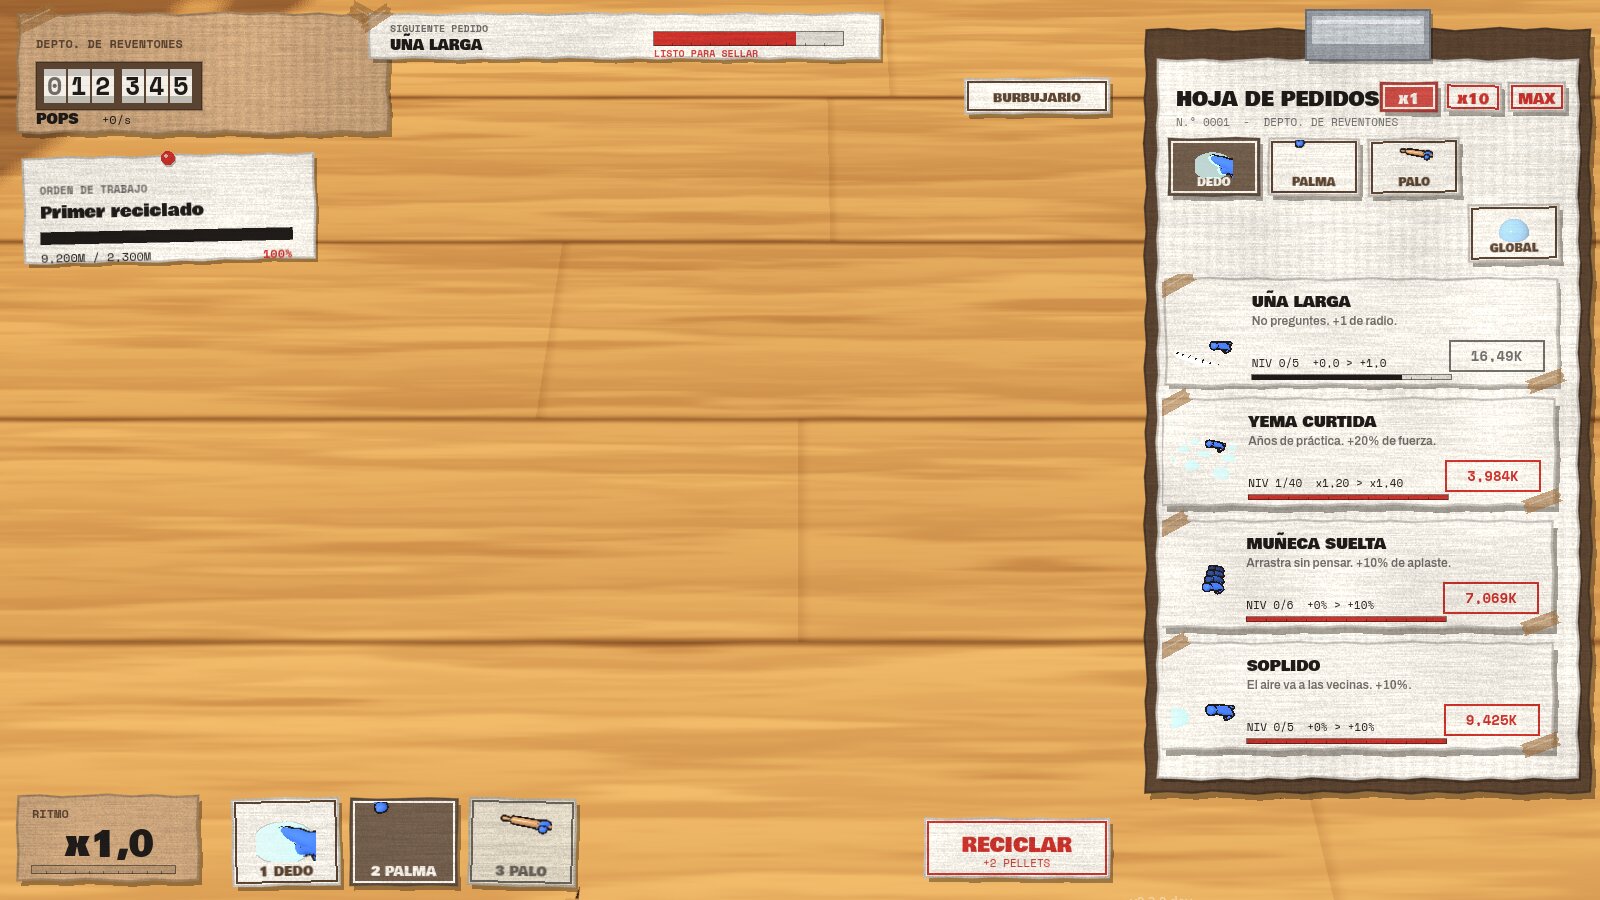 DEPTO. DE REVENTONES
012345
POPS +0/s
SIGUIENTE PEDIDO
UÑA LARGA
LISTO PARA SELLAR
BURBUJARIO
ORDEN DE TRABAJO
Primer reciclado
9,200M / 2,300M 100%
HOJA DE PEDIDOS x1 x10 MAX
N.° 0001 - DEPTO. DE REVENTONES
DEDO PALMA PALO
GLOBAL
UÑA LARGA
No preguntes. +1 de radio.
NIV 0/5 +0,0 > +1,0 16,49K
YEMA CURTIDA
Años de práctica. +20% de fuerza.
NIV 1/40 x1,20 > x1,40 3,984K
MUÑECA SUELTA
Arrastra sin pensar. +10% de aplaste.
NIV 0/6 +0% > +10% 7,069K
SOPLIDO
El aire va a las vecinas. +10%.
NIV 0/5 +0% > +10% 9,425K
RITMO
x1,0
1 DEDO 2 PALMA 3 PALO
RECICLAR
+2 PELLETS